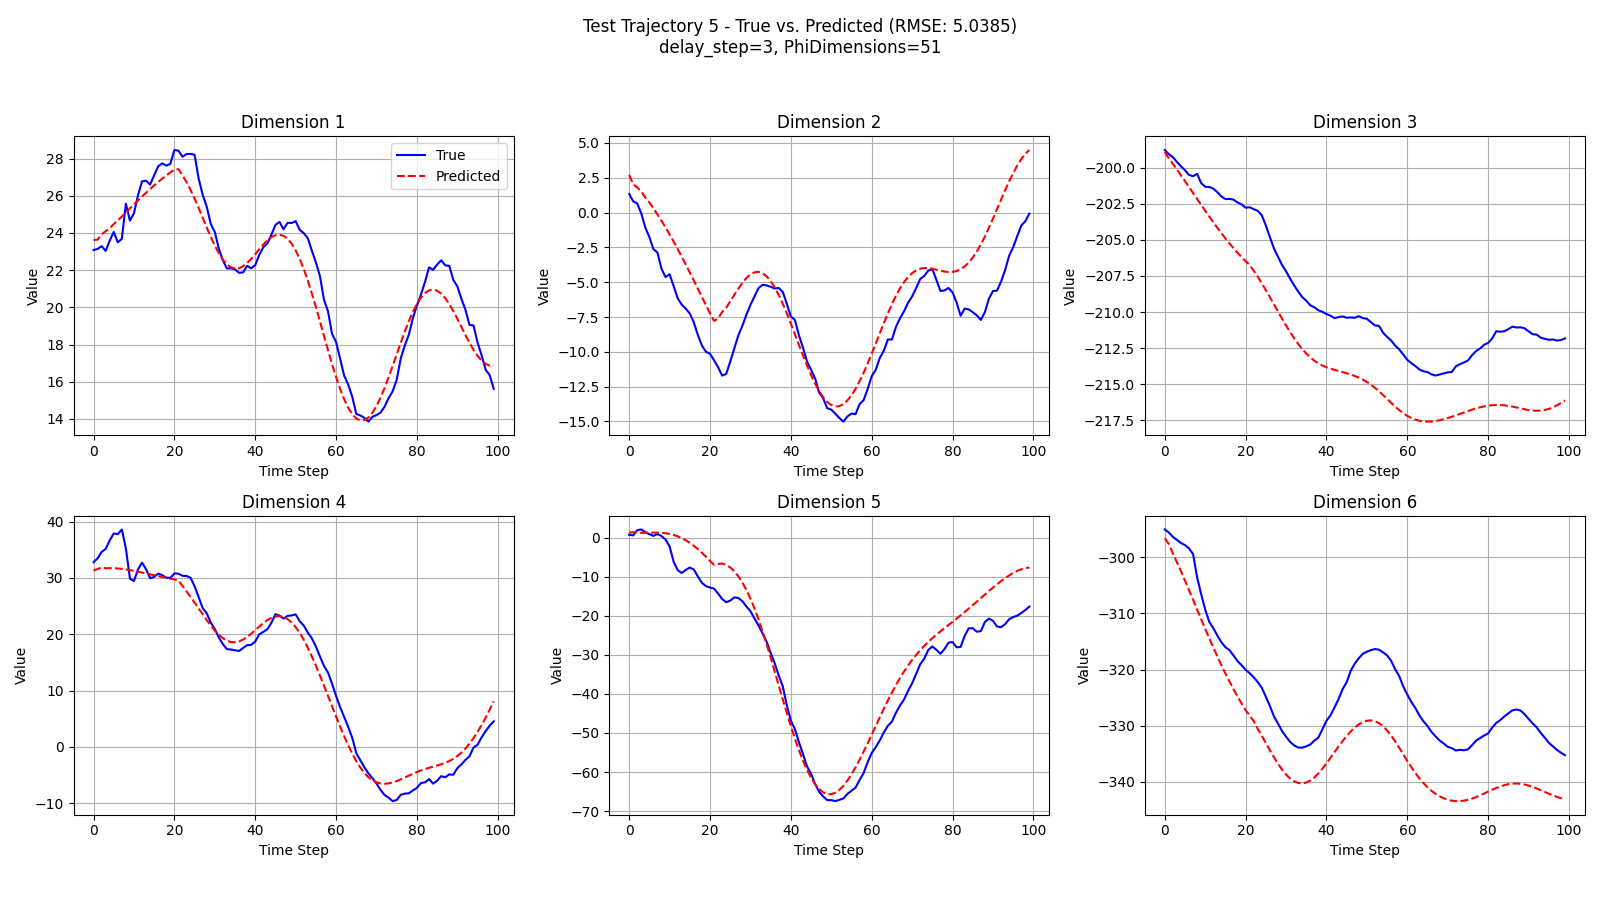 Test Trajectory 5 - True vs. Predicted (RMSE: 5.0385)
delay_step=3, PhiDimensions=51
Dimension 1
Value
28
26
24
22
20
18
16
14
0 20 40 60 80 100
Time Step
True
Predicted
Dimension 2
Value
5.0
2.5
0.0
−2.5
−5.0
−7.5
−10.0
−12.5
−15.0
0 20 40 60 80 100
Time Step
Dimension 3
Value
−200.0
−202.5
−205.0
−207.5
−210.0
−212.5
−215.0
−217.5
0 20 40 60 80 100
Time Step
Dimension 4
Value
40
30
20
10
0
−10
0 20 40 60 80 100
Time Step
Dimension 5
Value
0
−10
−20
−30
−40
−50
−60
−70
0 20 40 60 80 100
Time Step
Dimension 6
Value
−300
−310
−320
−330
−340
0 20 40 60 80 100
Time Step